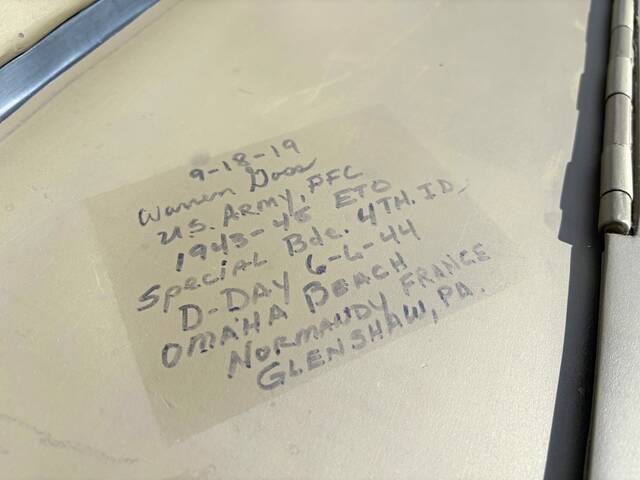 9-18-19
Warren Goss
U.S. ARMY, PFC
1943-45 ETO
SPECIAL BDE. 4TH. ID.
D-DAY 6-6-44
OMAHA BEACH
NORMANDY FRANCE
GLENSHAW, PA.